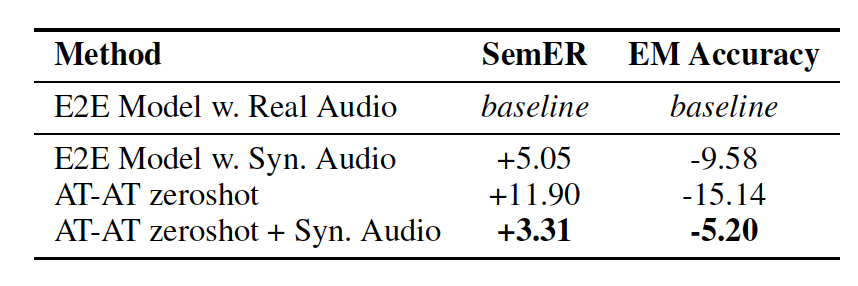 Method SemER EM Accuracy
E2E Model w. Real Audio baseline baseline
E2E Model w. Syn. Audio +5.05 -9.58
AT-AT zeroshot +11.90 -15.14
AT-AT zeroshot + Syn. Audio +3.31 -5.20